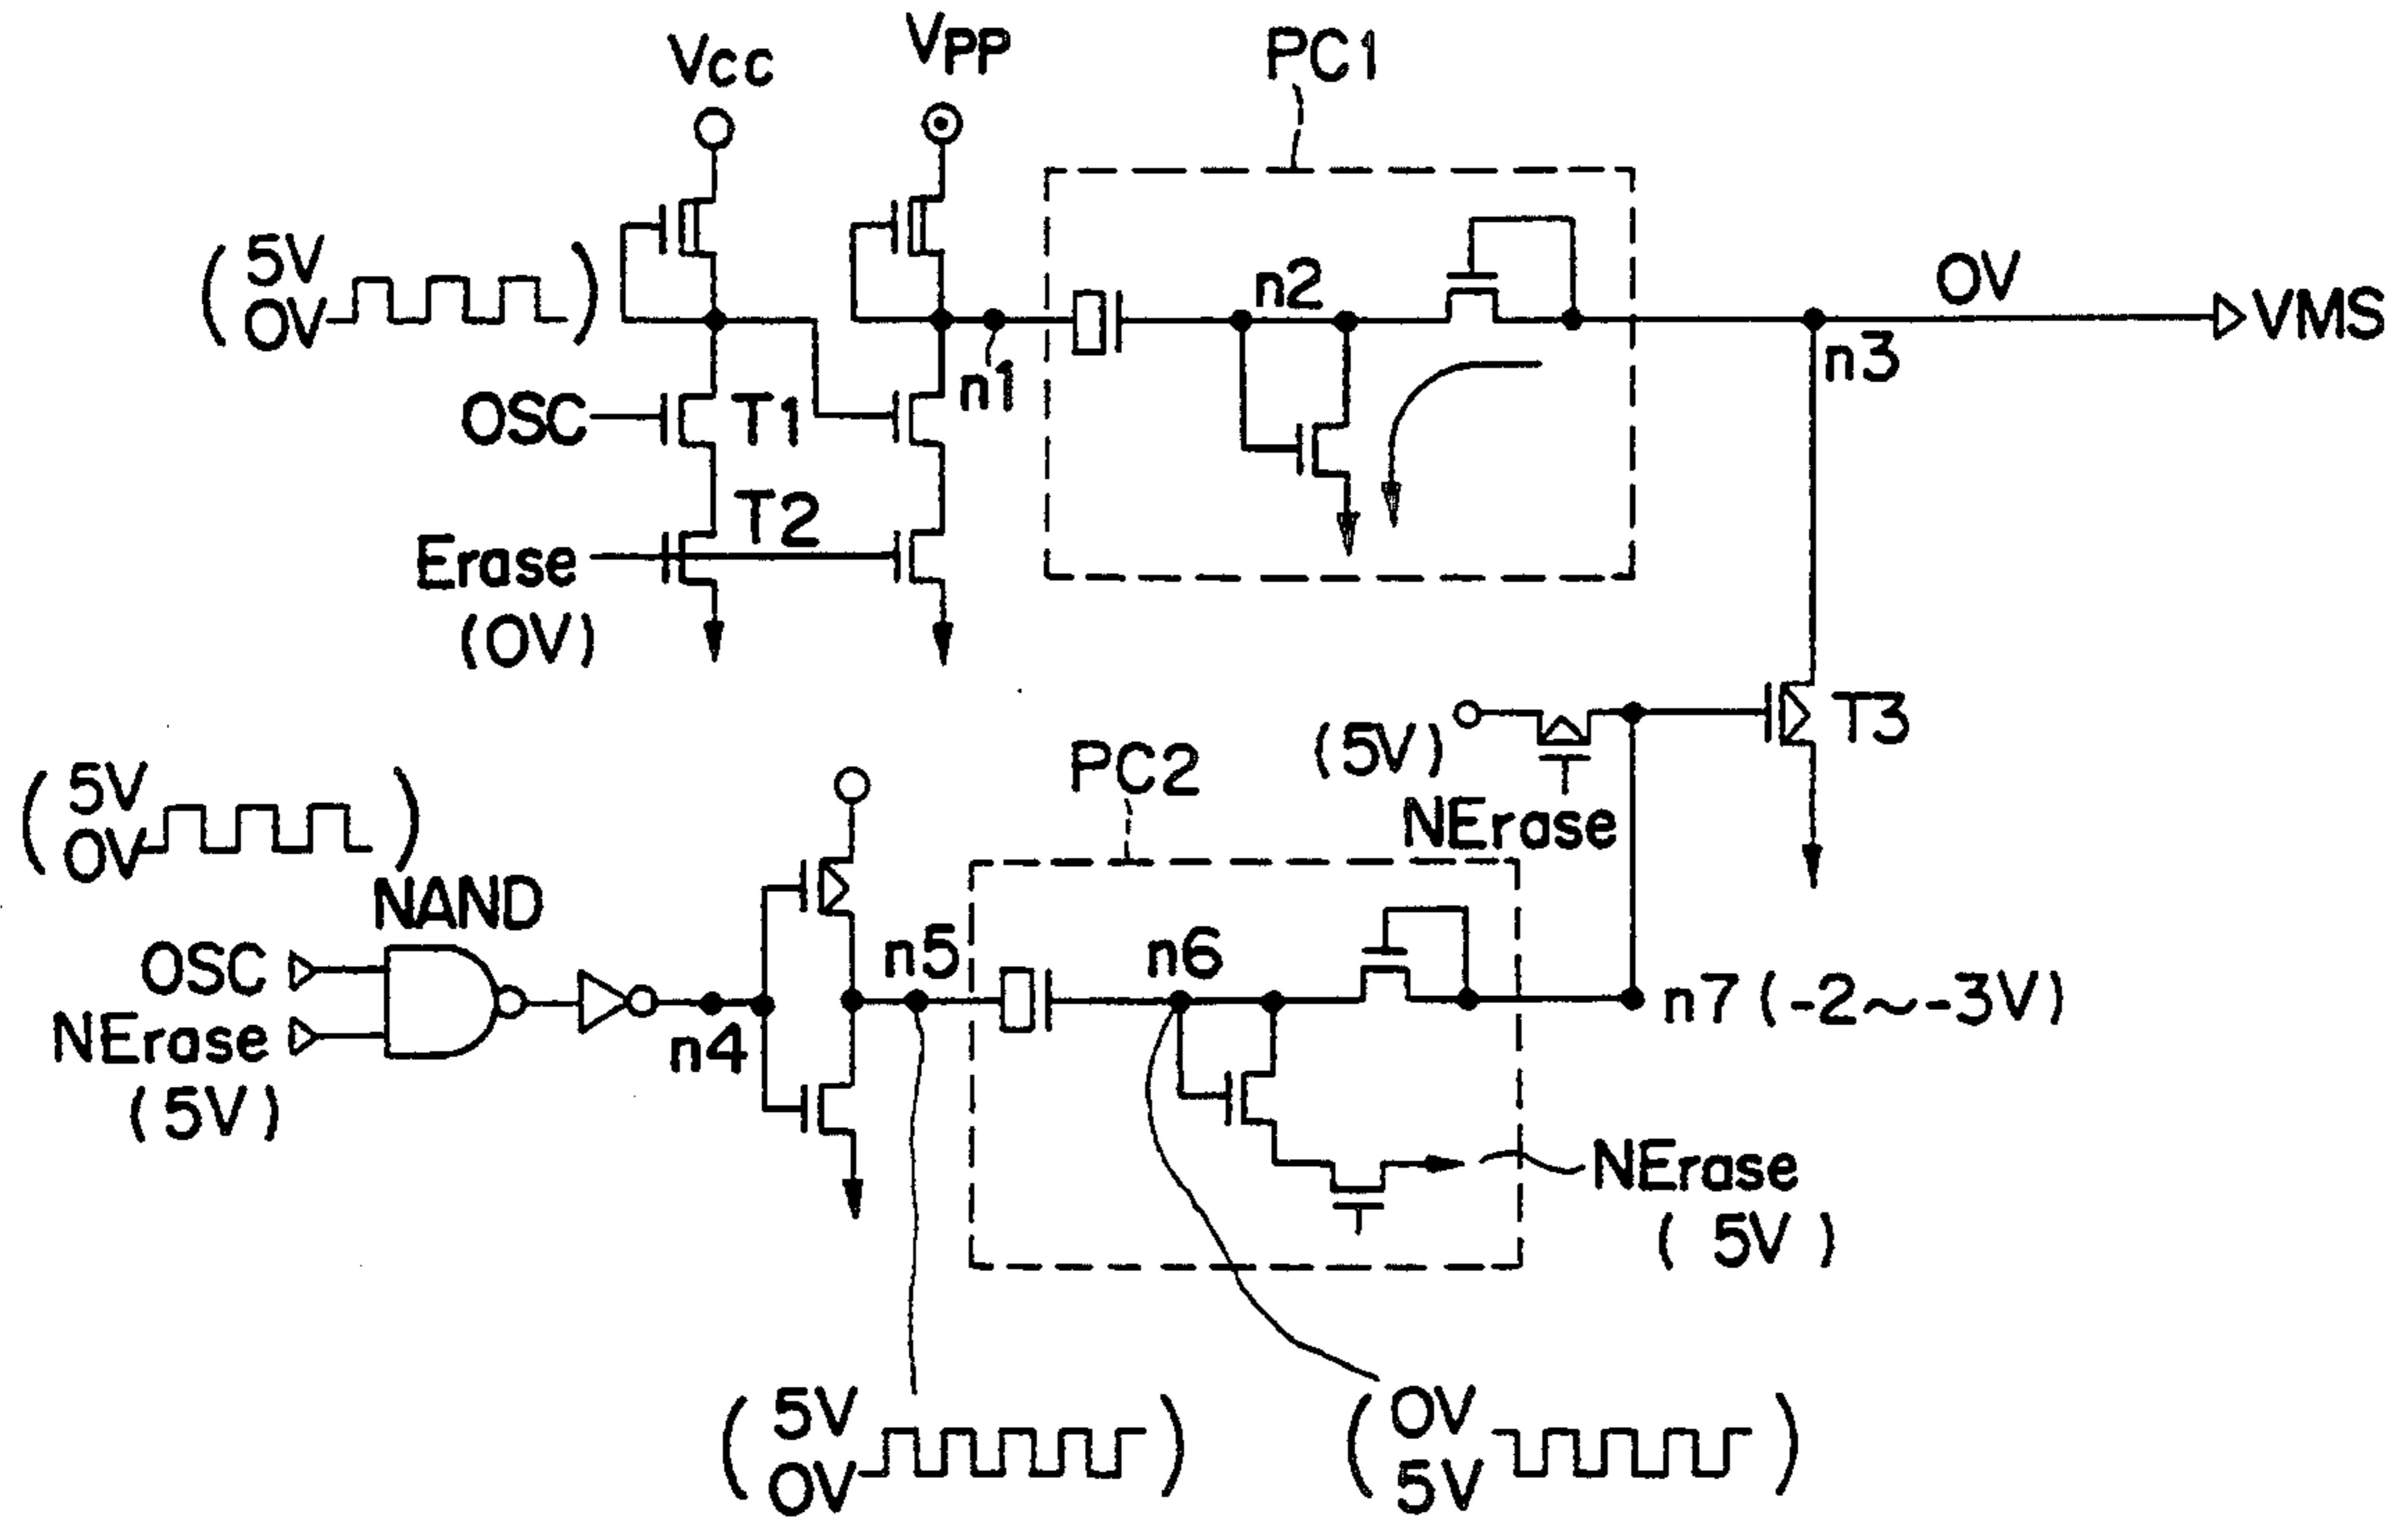 Vcc
VPP
PC1
5V
0V
n2
0V
VMS
n1
n3
OSC
T1
T2
Erase
(0V)
(5V)
T3
NErase
PC2
5V
0V
NAND
OSC
NErase
(5V)
n4
n5
n6
n7 (-2~-3V)
NErase
( 5V )
5V
0V
0V
5V